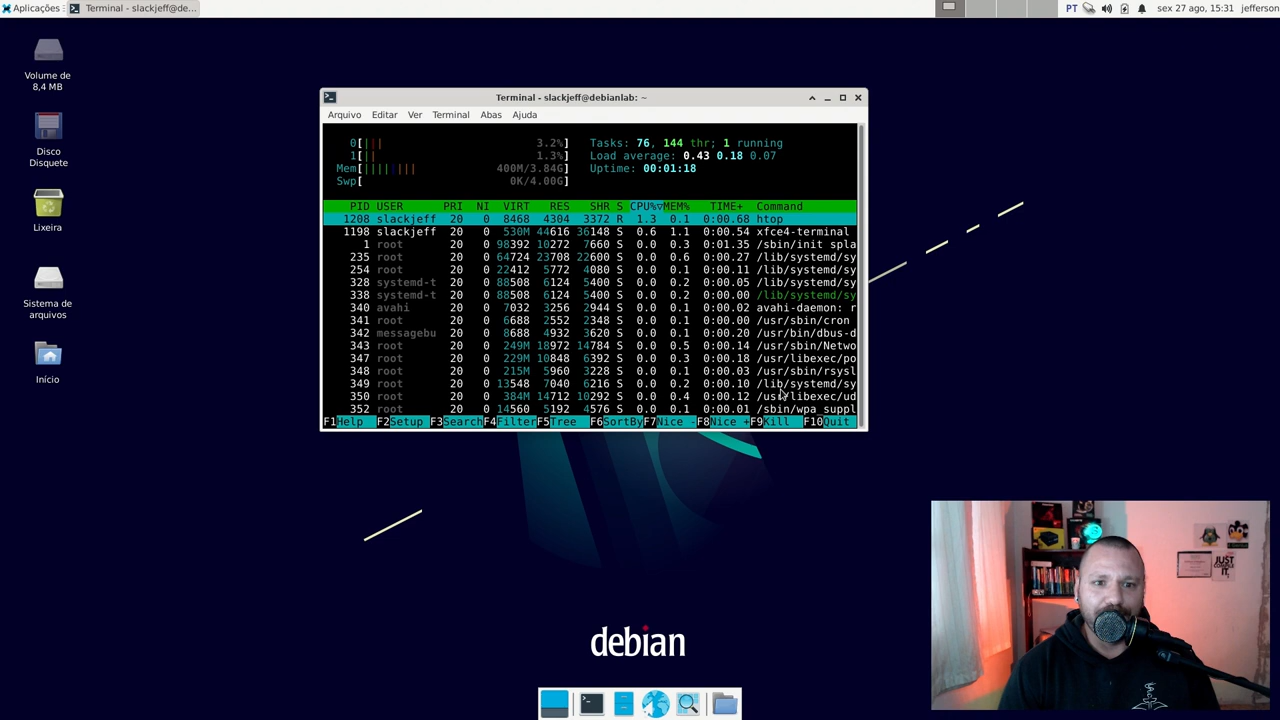 Aplicações
Terminal - slackjeff@de...
PT
sex 27 ago, 15:31
jefferson
Volume de
8,4 MB
Disco
Disquete
Lixeira
Sistema de
arquivos
Início
Terminal - slackjeff@debianlab: ~
Arquivo Editar Ver Terminal Abas Ajuda
0[||| 3.2%] Tasks: 76, 144 thr; 1 running
1[|| 1.3%] Load average: 0.43 0.18 0.07
Mem[||||||||| 400M/3.84G] Uptime: 00:01:18
Swp[ 0K/4.00G]
PID USER PRI NI VIRT RES SHR S CPU%▽MEM% TIME+ Command
1208 slackjeff 20 0 8468 4304 3372 R 1.3 0.1 0:00.68 htop
1198 slackjeff 20 0 530M 44616 36148 S 0.6 1.1 0:00.54 xfce4-terminal
1 root 20 0 98392 10272 7660 S 0.0 0.3 0:01.35 /sbin/init spla
235 root 20 0 64724 23708 22600 S 0.0 0.6 0:00.27 /lib/systemd/sy
254 root 20 0 22412 5772 4080 S 0.0 0.1 0:00.11 /lib/systemd/sy
328 systemd-t 20 0 88508 6124 5400 S 0.0 0.2 0:00.05 /lib/systemd/sy
338 systemd-t 20 0 88508 6124 5400 S 0.0 0.2 0:00.00 /lib/systemd/sy
340 avahi 20 0 7032 3256 2944 S 0.0 0.1 0:00.02 avahi-daemon: r
341 root 20 0 6688 2552 2348 S 0.0 0.1 0:00.00 /usr/sbin/cron
342 messagebu 20 0 8688 4932 3620 S 0.0 0.1 0:00.20 /usr/bin/dbus-d
343 root 20 0 249M 18972 14784 S 0.0 0.5 0:00.14 /usr/sbin/Netwo
347 root 20 0 229M 10848 6392 S 0.0 0.3 0:00.18 /usr/libexec/po
348 root 20 0 215M 5960 3228 S 0.0 0.1 0:00.03 /usr/sbin/rsysl
349 root 20 0 13548 7040 6216 S 0.0 0.2 0:00.10 /lib/systemd/sy
350 root 20 0 384M 14712 10292 S 0.0 0.4 0:00.12 /usr/libexec/ud
352 root 20 0 14560 5192 4576 S 0.0 0.1 0:00.01 /sbin/wpa_suppl
F1Help F2Setup F3SearchF4FilterF5Tree F6SortByF7Nice -F8Nice +F9Kill F10Quit
debian
JUST